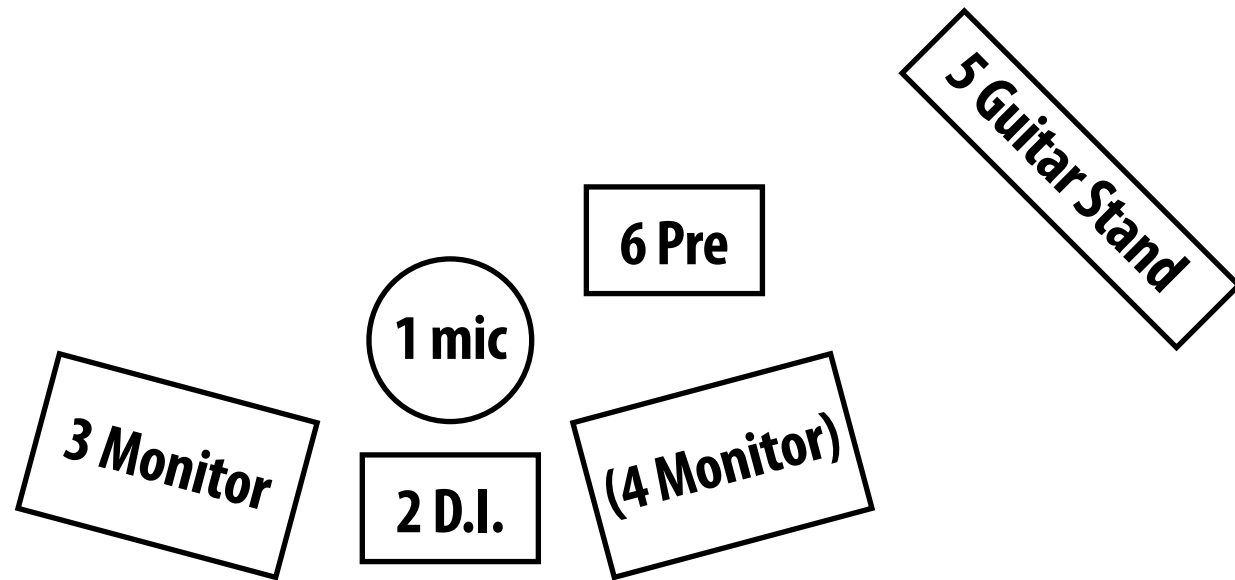 5 Guitar Stand
6 Pre
1 mic
3 Monitor
(4 Monitor)
2 D.I.